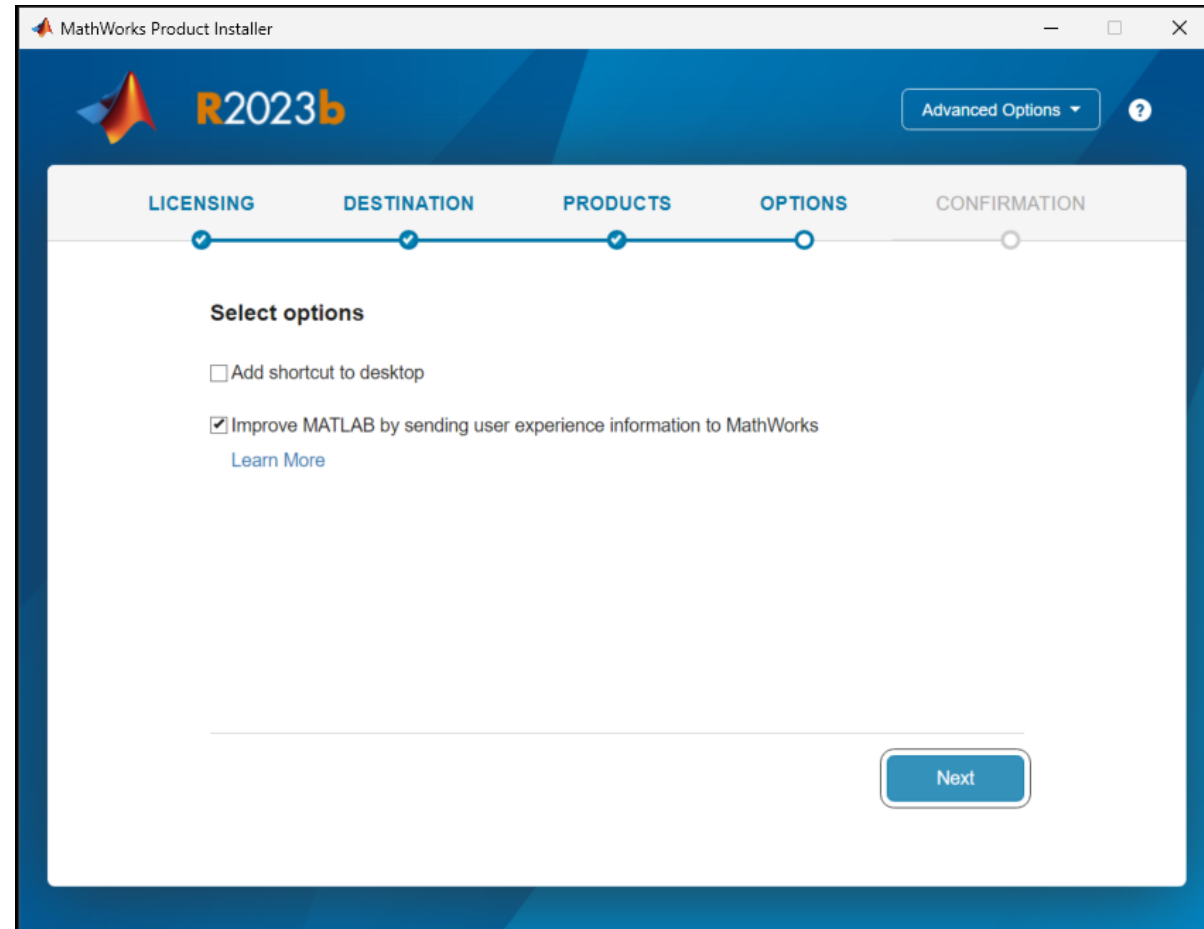 MathWorks Product Installer
R2023b
Advanced Options
?
LICENSING DESTINATION PRODUCTS OPTIONS CONFIRMATION
Select options
Add shortcut to desktop
Improve MATLAB by sending user experience information to MathWorks
Learn More
Next